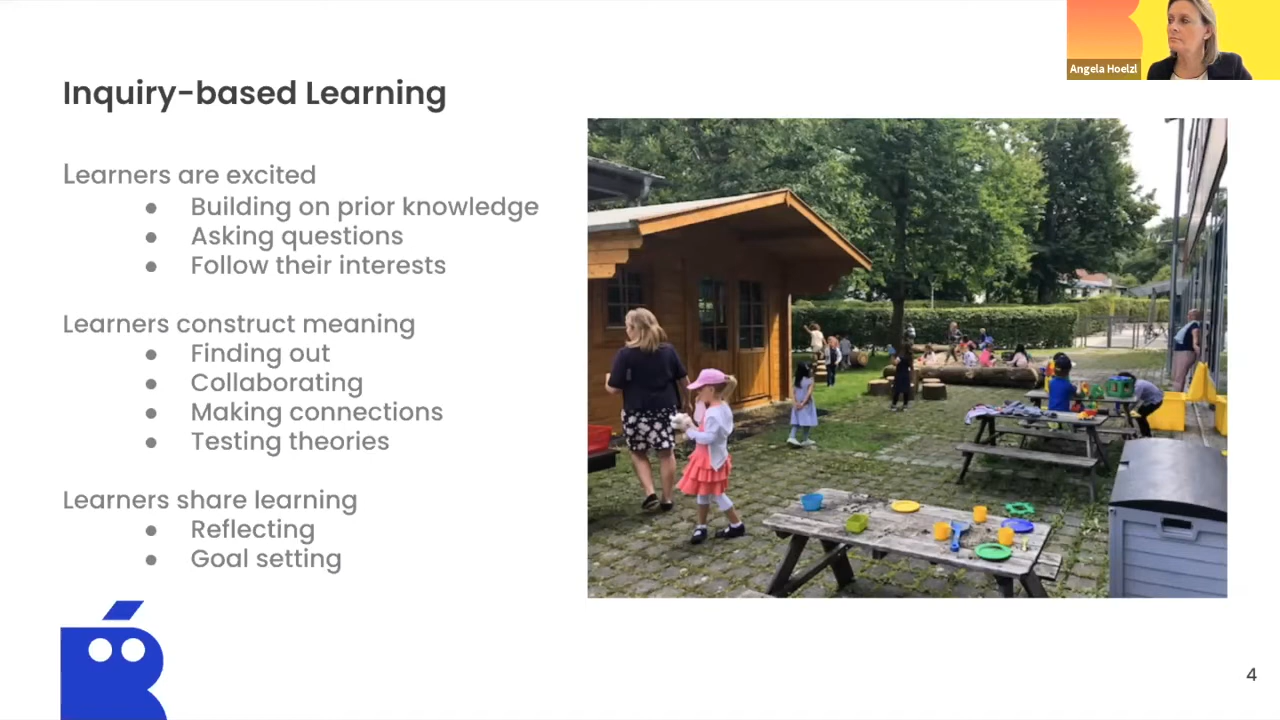 Angela Hoelzl
Inquiry-based Learning
Learners are excited
● Building on prior knowledge
● Asking questions
● Follow their interests
Learners construct meaning
● Finding out
● Collaborating
● Making connections
● Testing theories
Learners share learning
● Reflecting
● Goal setting
4